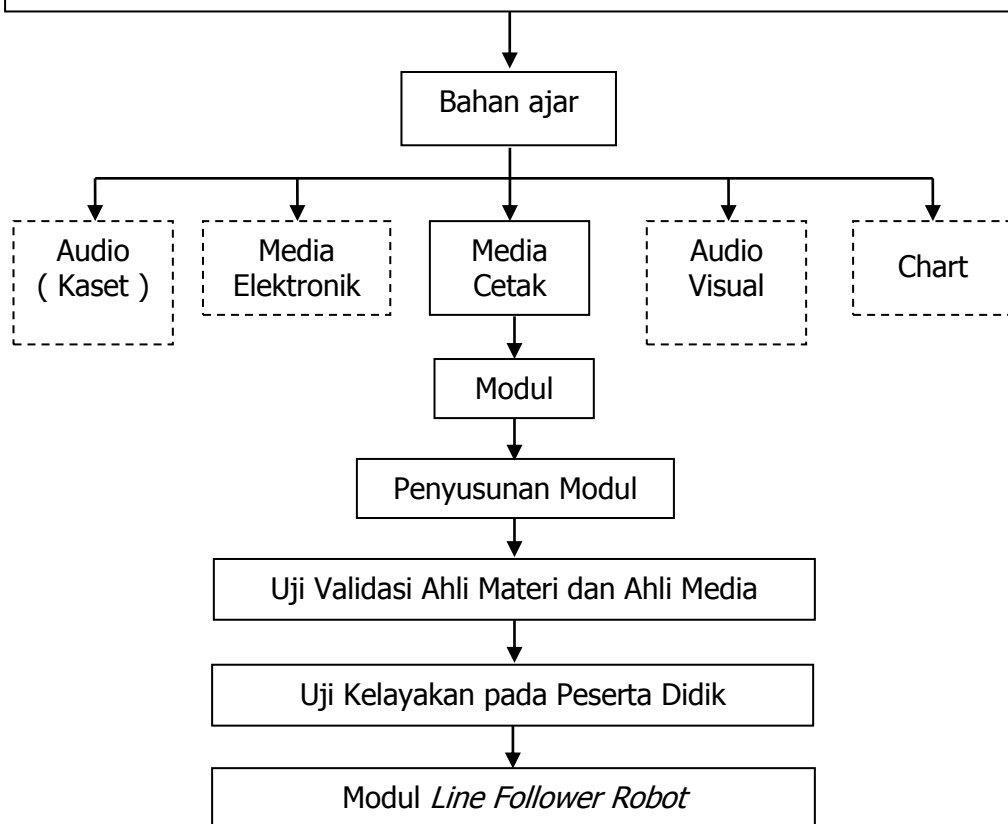 Bahan ajar
Audio
( Kaset )
Media
Elektronik
Media
Cetak
Audio
Visual
Chart
Modul
Penyusunan Modul
Uji Validasi Ahli Materi dan Ahli Media
Uji Kelayakan pada Peserta Didik
Modul Line Follower Robot